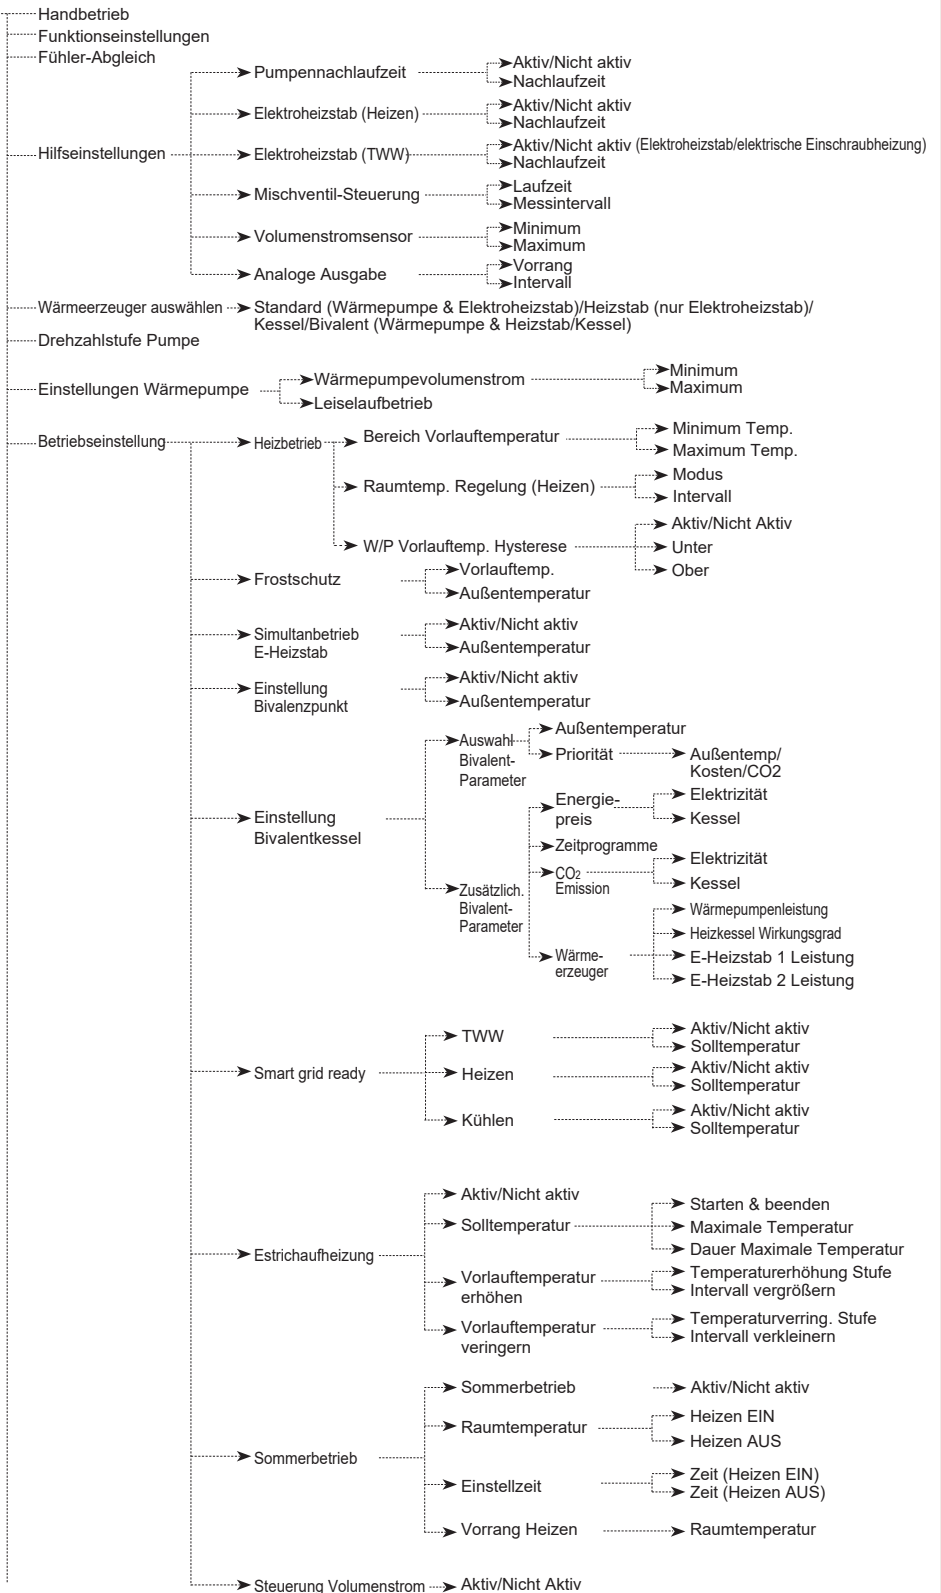 Handbetrieb
Funktionseinstellungen
Fühler-Abgleich
Hilfseinstellungen
Pumpennachlaufzeit
Aktiv/Nicht aktiv
Nachlaufzeit
Elektroheizstab (Heizen)
Aktiv/Nicht aktiv
Nachlaufzeit
Elektroheizstab (TWW)
Aktiv/Nicht aktiv (Elektroheizstab/elektrische Einschraubheizung)
Nachlaufzeit
Mischventil-Steuerung
Laufzeit
Messintervall
Volumenstromsensor
Minimum
Maximum
Analoge Ausgabe
Vorrang
Intervall
Wärmeerzeuger auswählen
Standard (Wärmepumpe & Elektroheizstab)/Heizstab (nur Elektroheizstab)/
Kessel/Bivalent (Wärmepumpe & Heizstab/Kessel)
Drehzahlstufe Pumpe
Einstellungen Wärmepumpe
Wärmepumpevolumenstrom
Minimum
Maximum
Leiselaufbetrieb
Betriebseinstellung
Heizbetrieb
Bereich Vorlauftemperatur
Minimum Temp.
Maximum Temp.
Raumtemp. Regelung (Heizen)
Modus
Intervall
W/P Vorlauftemp. Hysterese
Aktiv/Nicht Aktiv
Unter
Ober
Frostschutz
Vorlauftemp.
Außentemperatur
Simultanbetrieb
E-Heizstab
Aktiv/Nicht aktiv
Außentemperatur
Einstellung
Bivalenzpunkt
Aktiv/Nicht aktiv
Außentemperatur
Einstellung
Bivalentkessel
Auswahl
Bivalent-
Parameter
Außentemperatur
Priorität
Außentemp/
Kosten/CO2
Zusätzlich.
Bivalent-
Parameter
Energie-
preis
Elektrizität
Kessel
Zeitprogramme
CO2
Emission
Elektrizität
Kessel
Wärme-
erzeuger
Wärmepumpenleistung
Heizkessel Wirkungsgrad
E-Heizstab 1 Leistung
E-Heizstab 2 Leistung
Smart grid ready
TWW
Aktiv/Nicht aktiv
Solltemperatur
Heizen
Aktiv/Nicht aktiv
Solltemperatur
Kühlen
Aktiv/Nicht aktiv
Solltemperatur
Estrichaufheizung
Aktiv/Nicht aktiv
Solltemperatur
Starten & beenden
Maximale Temperatur
Dauer Maximale Temperatur
Vorlauftemperatur
erhöhen
Temperaturerhöhung Stufe
Intervall vergrößern
Vorlauftemperatur
veringern
Temperaturverring. Stufe
Intervall verkleinern
Sommerbetrieb
Sommerbetrieb
Aktiv/Nicht aktiv
Raumtemperatur
Heizen EIN
Heizen AUS
Einstellzeit
Zeit (Heizen EIN)
Zeit (Heizen AUS)
Vorrang Heizen
Raumtemperatur
Steuerung Volumenstrom
Aktiv/Nicht Aktiv